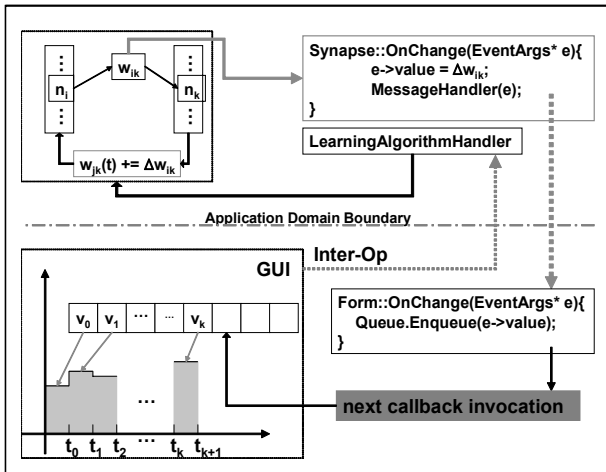 w_ik
n_i
n_k
⋮
⋮
⋮
⋮
w_jk(t) += Δw_ik
Synapse::OnChange(EventArgs* e){
e->value = Δw_ik;
MessageHandler(e);
}
LearningAlgorithmHandler
Application Domain Boundary
GUI
Inter-Op
v_0 v_1 ... ... v_k
... 
t_0 t_1 t_2 ... t_k t_k+1
Form::OnChange(EventArgs* e){
Queue.Enqueue(e->value);
}
next callback invocation